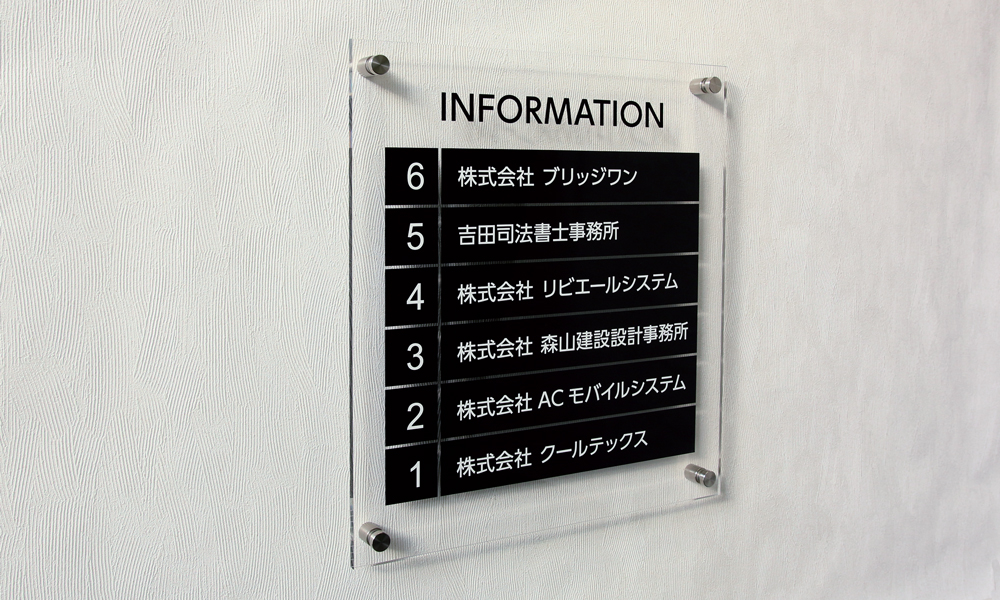 INFORMATION
6 株式会社 ブリッジワン
5 吉田司法書士事務所
4 株式会社 リビエールシステム
3 株式会社 森山建設設計事務所
2 株式会社 AC モバイルシステム
1 株式会社 クールテックス